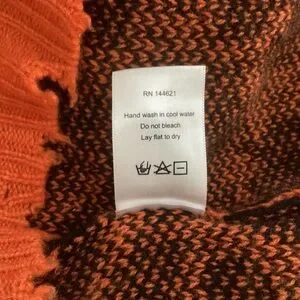 RN 144621
Hand wash in cool water
Do not bleach
Lay flat to dry